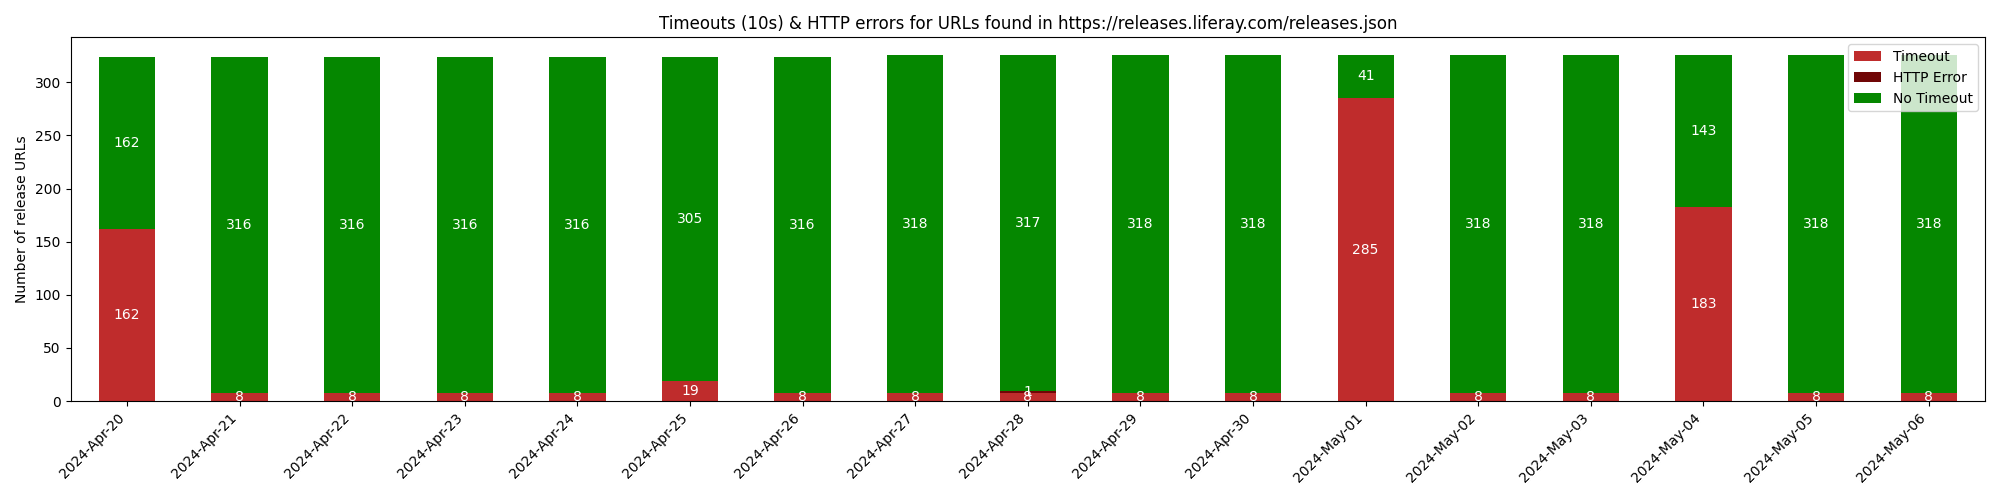 Timeouts (10s) & HTTP errors for URLs found in https://releases.liferay.com/releases.json
Timeout
HTTP Error
No Timeout
Number of release URLs
300
250
200
150
100
50
0
162
316
316
316
316
305
316
318
317
318
318
41
318
318
143
318
318
162
8
8
8
8
19
8
8
1
8
8
8
285
8
8
183
8
8
2024-Apr-20
2024-Apr-21
2024-Apr-22
2024-Apr-23
2024-Apr-24
2024-Apr-25
2024-Apr-26
2024-Apr-27
2024-Apr-28
2024-Apr-29
2024-Apr-30
2024-May-01
2024-May-02
2024-May-03
2024-May-04
2024-May-05
2024-May-06